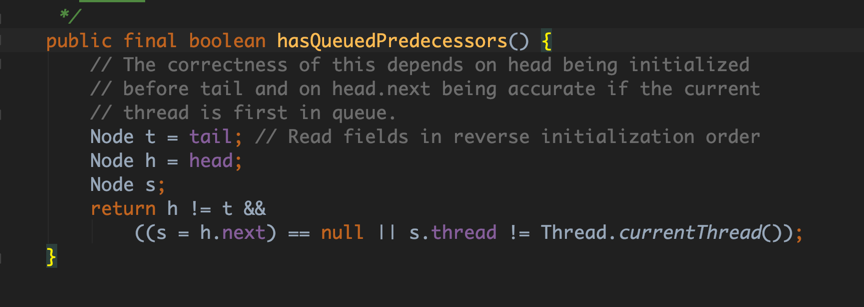 */
public final boolean hasQueuedPredecessors() {
// The correctness of this depends on head being initialized
// before tail and on head.next being accurate if the current
// thread is first in queue.
Node t = tail; // Read fields in reverse initialization order
Node h = head;
Node s;
return h != t &&
((s = h.next) == null || s.thread != Thread.currentThread());
}